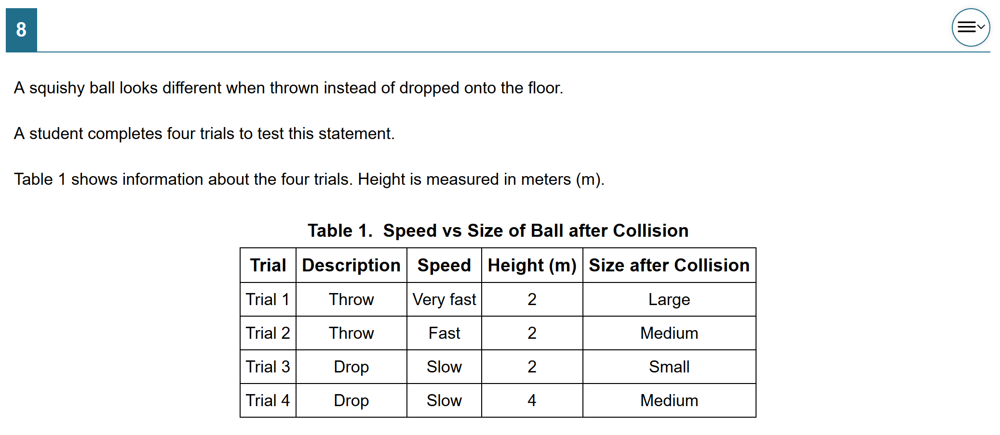 8
A squishy ball looks different when thrown instead of dropped onto the floor.
A student completes four trials to test this statement.
Table 1 shows information about the four trials. Height is measured in meters (m).
Table 1. Speed vs Size of Ball after Collision
Trial Description Speed Height (m) Size after Collision
Trial 1 Throw Very fast 2 Large
Trial 2 Throw Fast 2 Medium
Trial 3 Drop Slow 2 Small
Trial 4 Drop Slow 4 Medium